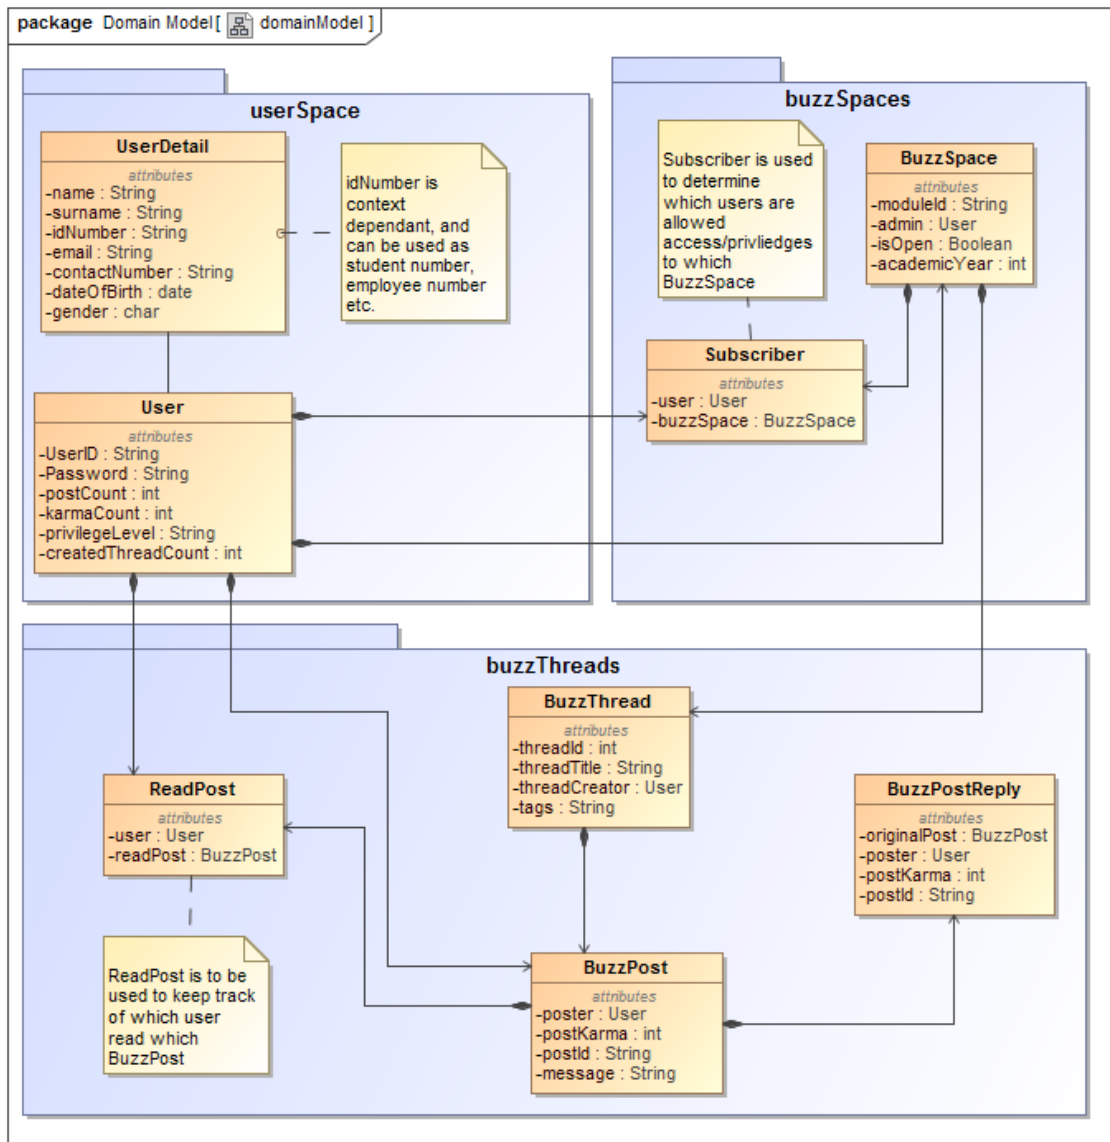 package Domain Model[ domainModel ]
userSpace
UserDetail
attributes
-name : String
-surname : String
-idNumber : String
-email : String
-contactNumber : String
-dateOfBirth : date
-gender : char
idNumber is
context
dependant, and
can be used as
student number,
employee number
etc.
User
attributes
-UserID : String
-Password : String
-postCount : int
-karmaCount : int
-privilegeLevel : String
-createdThreadCount : int
buzzSpaces
Subscriber is used
to determine
which users are
allowed
access/privliedges
to which
BuzzSpace
BuzzSpace
attributes
-moduleId : String
-admin : User
-isOpen : Boolean
-academicYear : int
Subscriber
attributes
-user : User
-buzzSpace : BuzzSpace
buzzThreads
BuzzThread
attributes
-threadId : int
-threadTitle : String
-threadCreator : User
-tags : String
ReadPost
attributes
-user : User
-readPost : BuzzPost
BuzzPostReply
attributes
-originalPost : BuzzPost
-poster : User
-postKarma : int
-postId : String
ReadPost is to be
used to keep track
of which user
read which
BuzzPost
BuzzPost
attributes
-poster : User
-postKarma : int
-postId : String
-message : String